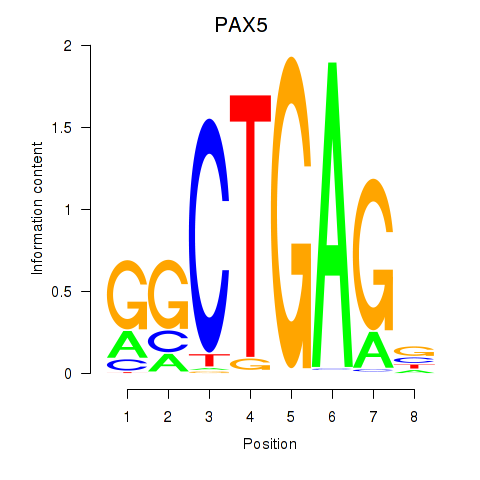 PAX5
2
1.5
1
0.5
0
Information content
G G C T G A G G
A C T G A C
C A A C T
T G A
1 2 3 4 5 6 7 8
Position